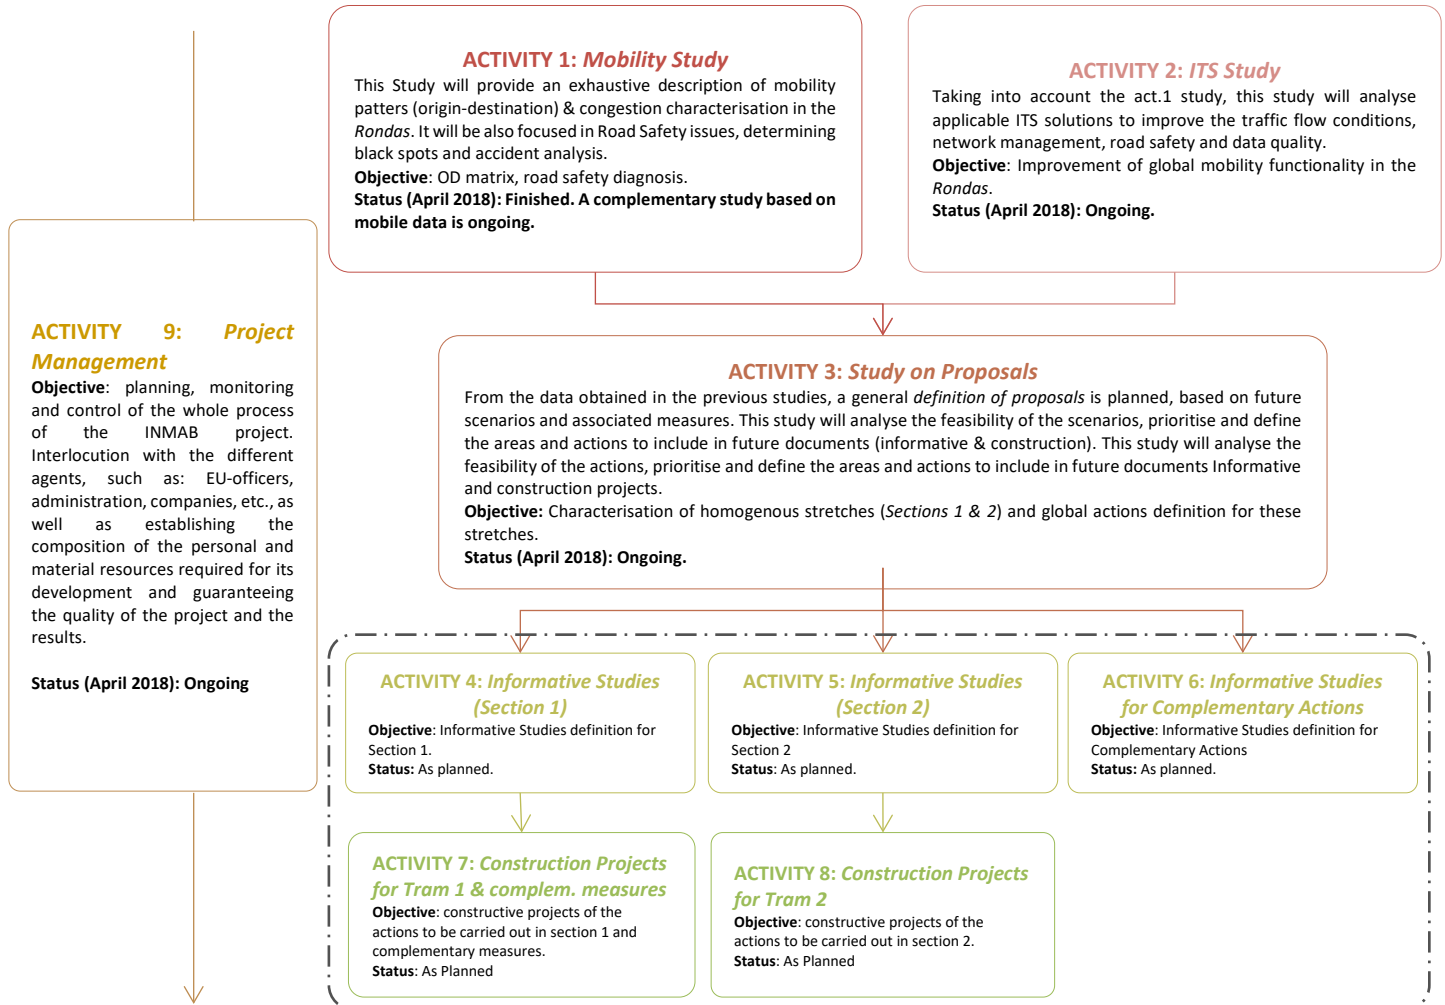 ACTIVITY 1: Mobility Study
This Study will provide an exhaustive description of mobility
patters (origin-destination) & congestion characterisation in the
Rondas. It will be also focused in Road Safety issues, determining
black spots and accident analysis.
Objective: OD matrix, road safety diagnosis.
Status (April 2018): Finished. A complementary study based on
mobile data is ongoing.
ACTIVITY 2: ITS Study
Taking into account the act.1 study, this study will analyse
applicable ITS solutions to improve the traffic flow conditions,
network management, road safety and data quality.
Objective: Improvement of global mobility functionality in the
Rondas.
Status (April 2018): Ongoing.
ACTIVITY 9: Project
Management
Objective: planning, monitoring
and control of the whole process
of the INMAB project.
Interlocution with the different
agents, such as: EU-officers,
administration, companies, etc., as
well as establishing the
composition of the personal and
material resources required for its
development and guaranteeing
the quality of the project and the
results.
Status (April 2018): Ongoing
ACTIVITY 3: Study on Proposals
From the data obtained in the previous studies, a general definition of proposals is planned, based on future
scenarios and associated measures. This study will analyse the feasibility of the scenarios, prioritise and define
the areas and actions to include in future documents (informative & construction). This study will analyse the
feasibility of the actions, prioritise and define the areas and actions to include in future documents Informative
and construction projects.
Objective: Characterisation of homogenous stretches (Sections 1 & 2) and global actions definition for these
stretches.
Status (April 2018): Ongoing.
ACTIVITY 4: Informative Studies
(Section 1)
Objective: Informative Studies definition for
Section 1.
Status: As planned.
ACTIVITY 5: Informative Studies
(Section 2)
Objective: Informative Studies definition for
Section 2
Status: As planned.
ACTIVITY 6: Informative Studies
for Complementary Actions
Objective: Informative Studies definition for
Complementary Actions
Status: As planned.
ACTIVITY 7: Construction Projects
for Tram 1 & complem. measures
Objective: constructive projects of the
actions to be carried out in section 1 and
complementary measures.
Status: As Planned
ACTIVITY 8: Construction Projects
for Tram 2
Objective: constructive projects of the
actions to be carried out in section 2.
Status: As Planned